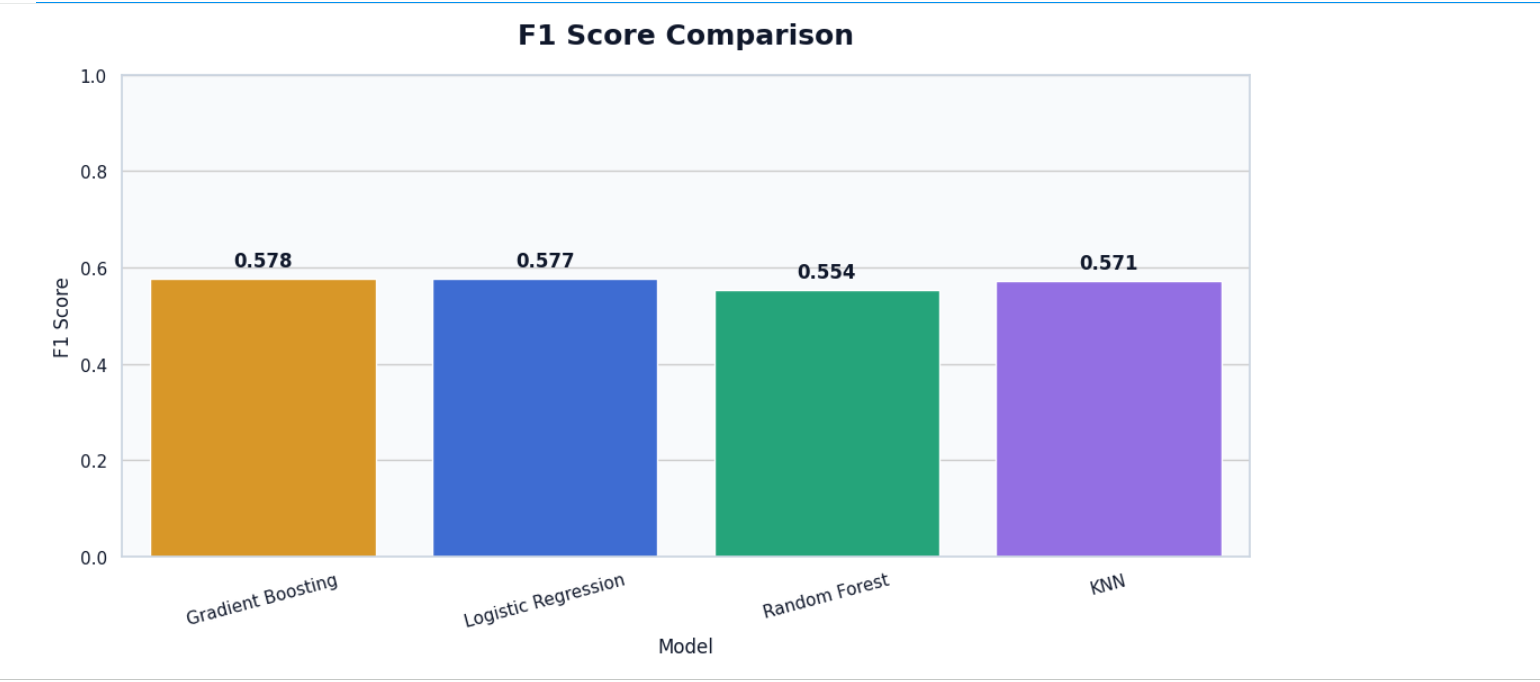 F1 Score Comparison
1.0
0.8
0.6
0.4
0.2
0.0
F1 Score
0.578
0.577
0.554
0.571
Gradient Boosting
Logistic Regression
Random Forest
KNN
Model